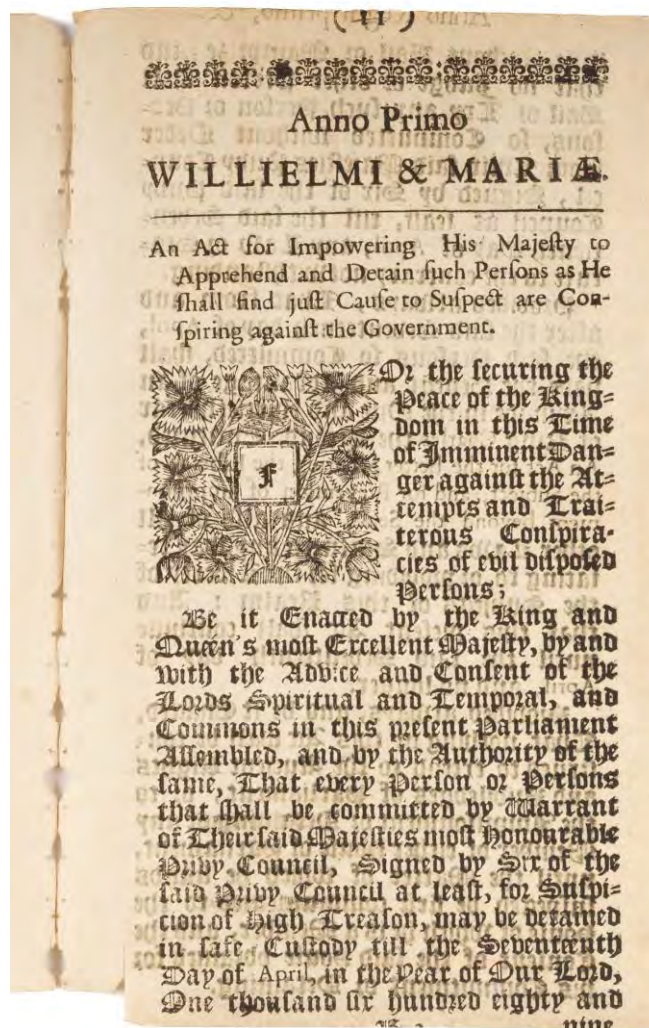 ( 11 )
Anno Primo
WILLIELMI & MARIÆ.
An Act for Impowering His Majeſty to
Apprehend and Detain ſuch Perſons as He
ſhall find juſt Cauſe to Suſpect are Con-
ſpiring againſt the Government.
FOr the ſecuring the
Peace of the King-
dom in this Time
of Imminent Dan-
ger againſt the At-
tempts and Trai-
terous Conſpira-
cies of evil diſpoſed
Perſons;
Be it Enacted by the King and
Queen's moſt Excellent Majeſty, by and
with the Advice and Conſent of the
Lords Spiritual and Temporal, and
Commons in this preſent Parliament
Aſſembled, and by the Authority of the
ſame, That every Perſon or Perſons
that ſhall be committed by Warrant
of Their ſaid Majeſties moſt Honourable
Privy Council, Signed by Six of the
ſaid Privy Council at leaſt, for Suſpi-
cion of High Treaſon, may be detained
in ſafe Cuſtody till the Seventeenth
Day of April, in the Year of Our Lord,
One thouſand ſix hundred eighty and
nine